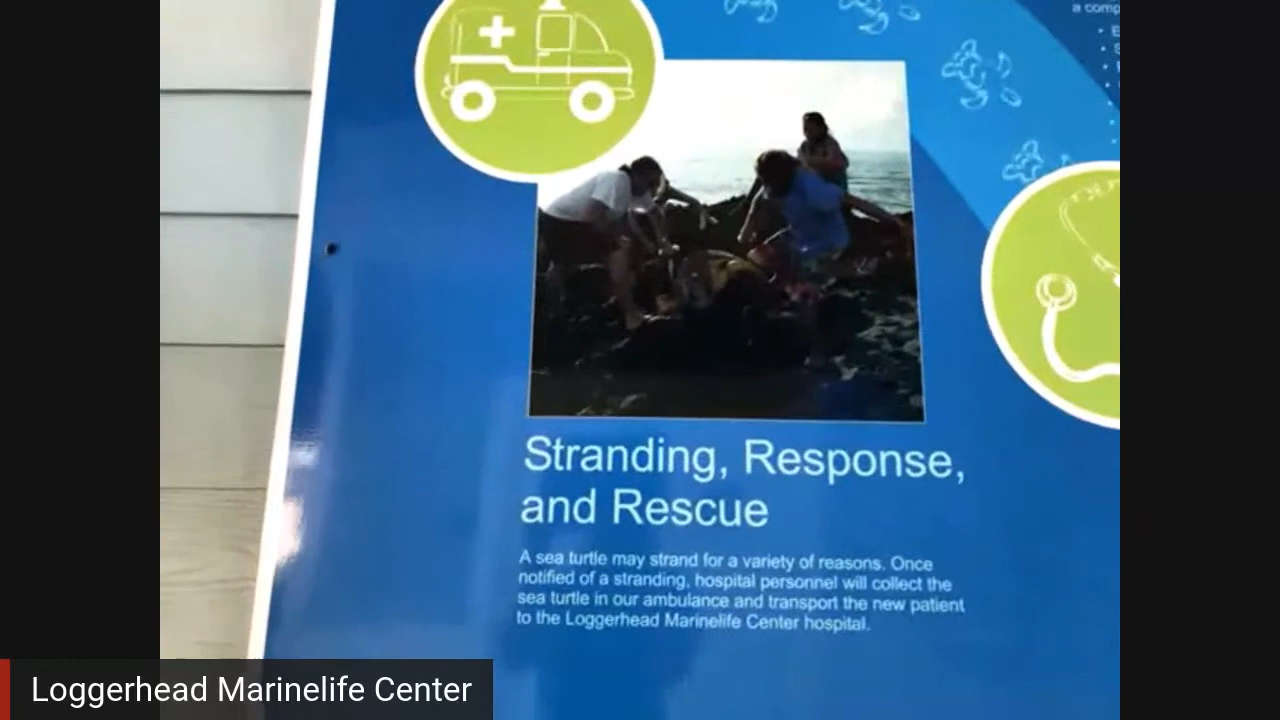 a comp
Stranding, Response,
and Rescue
A sea turtle may strand for a variety of reasons. Once
notified of a stranding, hospital personnel will collect the
sea turtle in our ambulance and transport the new patient
to the Loggerhead Marinelife Center hospital.
Loggerhead Marinelife Center